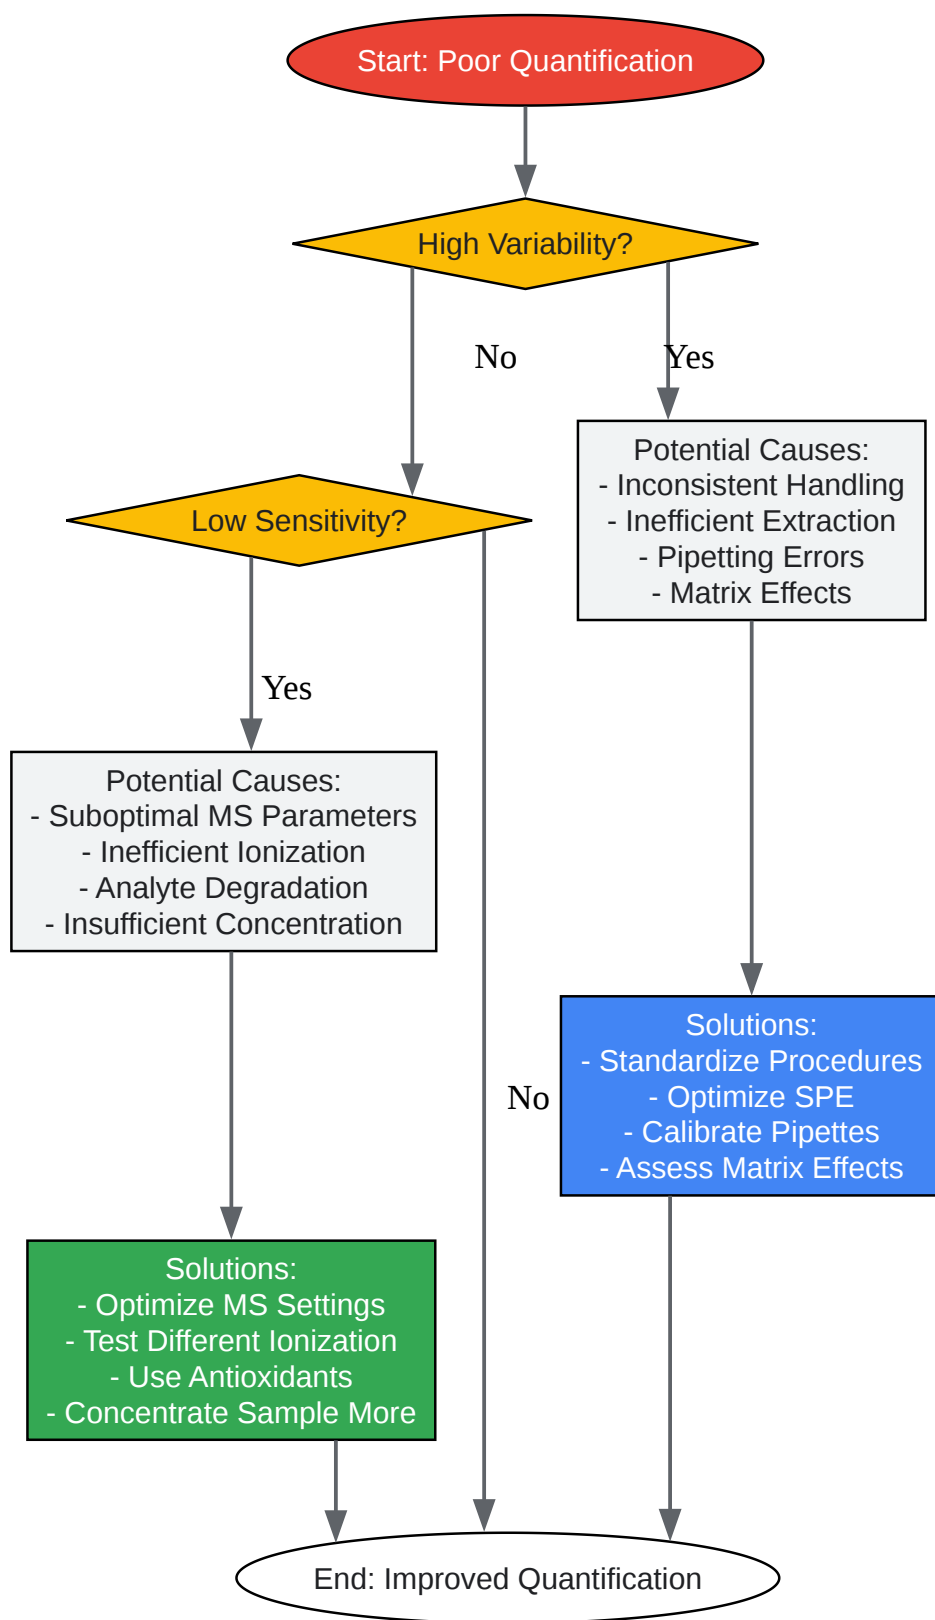 Start: Poor Quantification
High Variability?
No
Yes
Potential Causes:
- Inconsistent Handling
- Inefficient Extraction
- Pipetting Errors
- Matrix Effects
Low Sensitivity?
Yes
Potential Causes:
- Suboptimal MS Parameters
- Inefficient Ionization
- Analyte Degradation
- Insufficient Concentration
Solutions:
- Standardize Procedures
- Optimize SPE
- Calibrate Pipettes
- Assess Matrix Effects
No
Solutions:
- Optimize MS Settings
- Test Different Ionization
- Use Antioxidants
- Concentrate Sample More
End: Improved Quantification